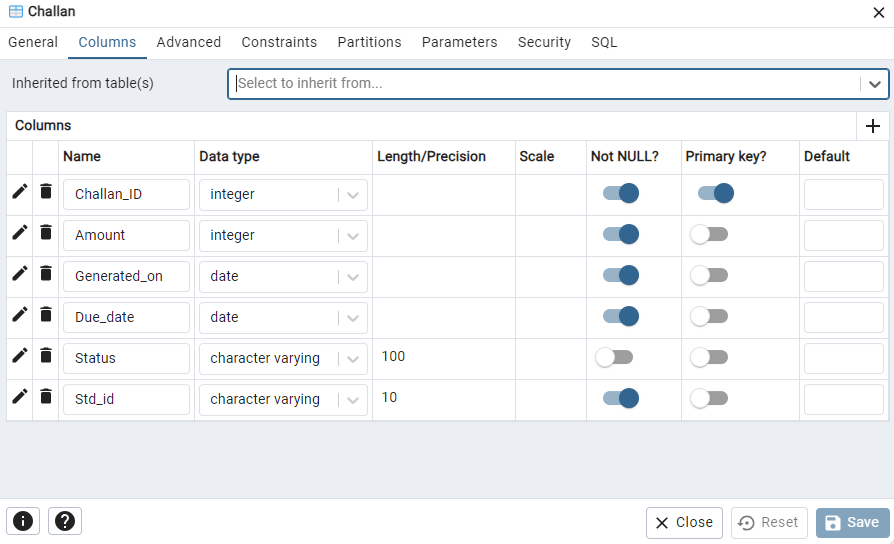 Challan
General Columns Advanced Constraints Partitions Parameters Security SQL
Inherited from table(s) Select to inherit from...
Columns
Name Data type Length/Precision Scale Not NULL? Primary key? Default
Challan_ID integer
Amount integer
Generated_on date
Due_date date
Status character varying 100
Std_id character varying 10
Close Reset Save